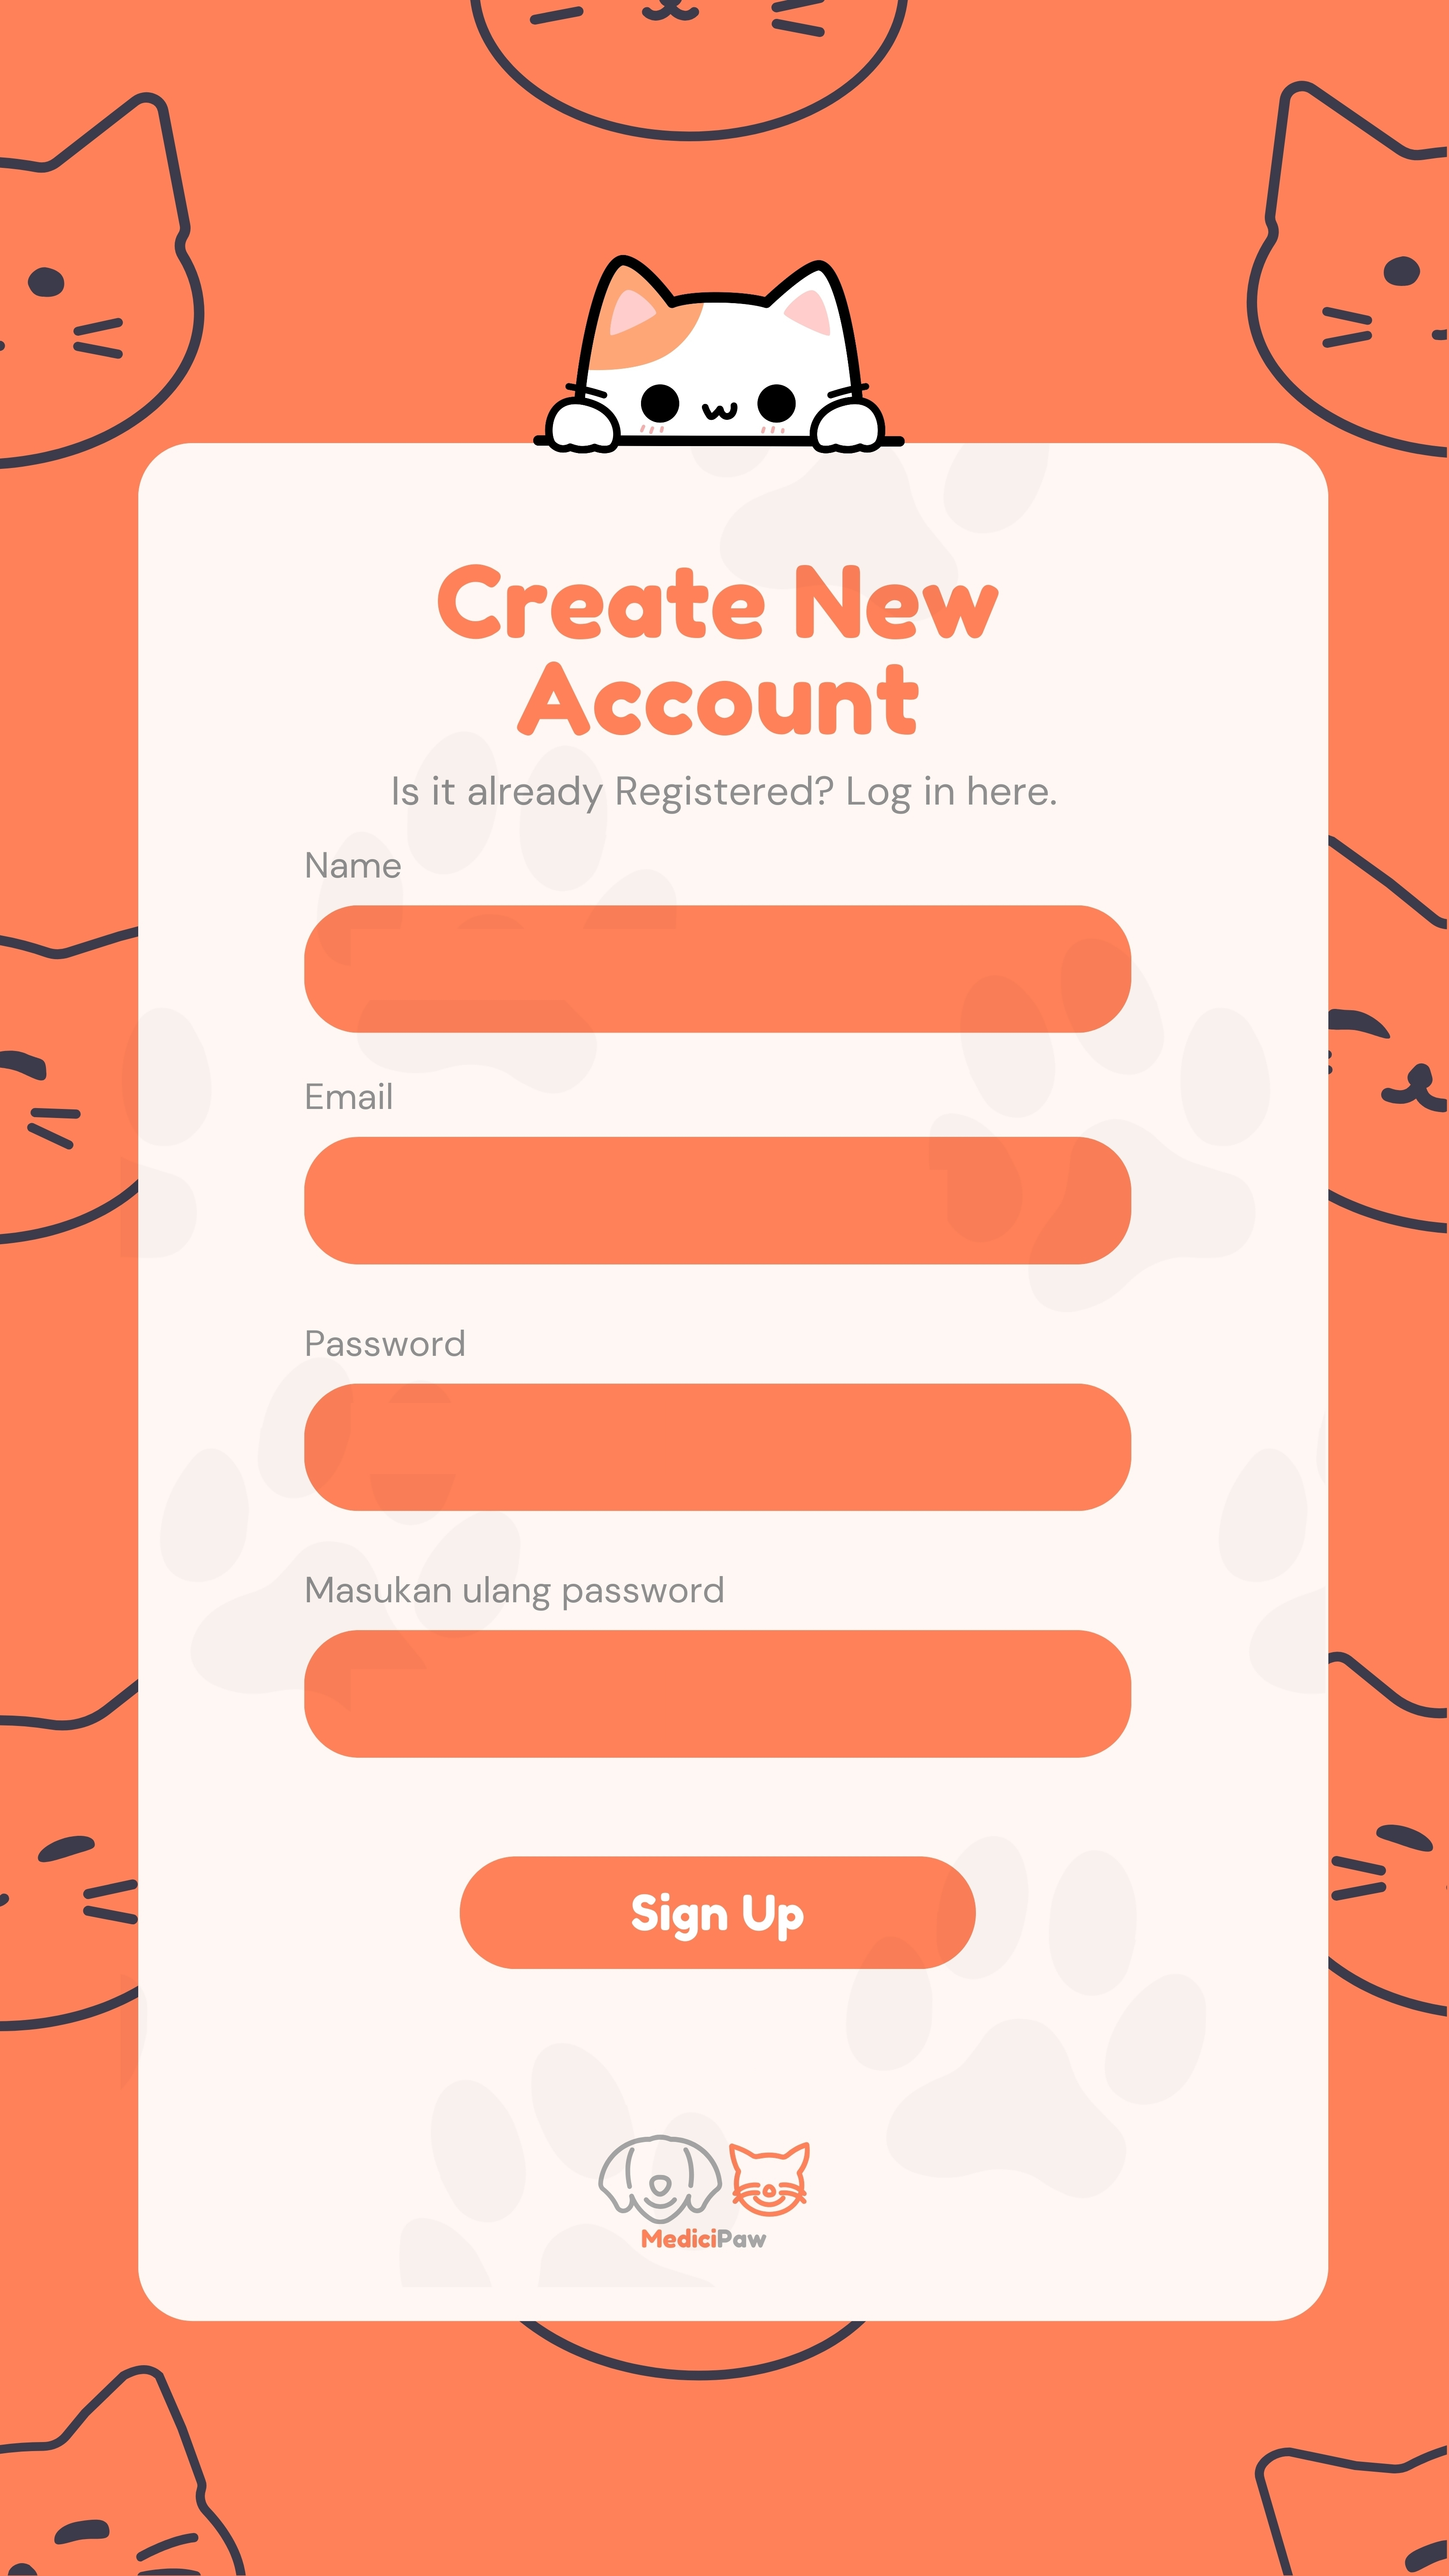 Create New
Account
Is it already Registered? Log in here.
Name
Email
Password
Masukan ulang password
Sign Up
MediciPaw